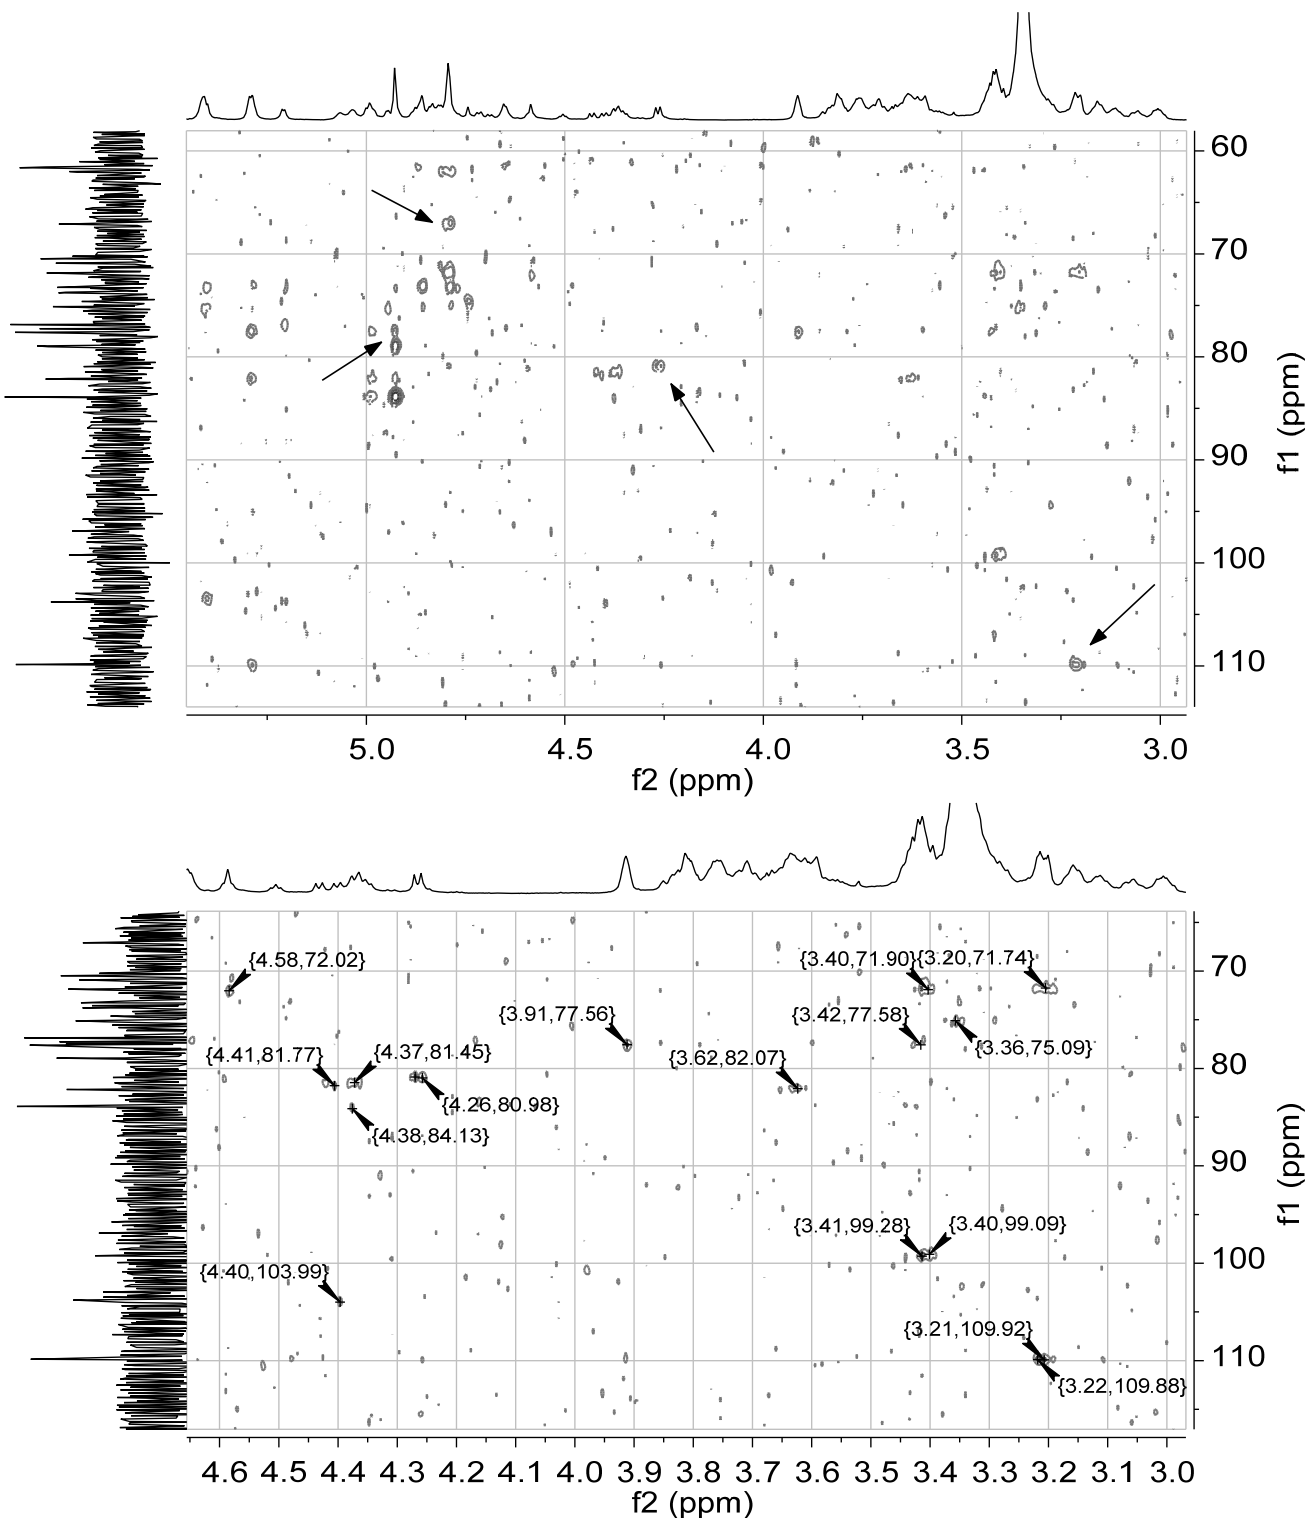 60
70
80
90
100
110
f1 (ppm)
5.0 4.5 4.0 3.5 3.0
f2 (ppm)
{4.58,72.02} {3.40,71.90} {3.20,71.74}
{3.91,77.56} {3.42,77.58}
{4.41,81.77} {4.37,81.45} {3.62,82.07} {3.36,75.09}
{4.26,80.98}
{4.38,84.13}
{3.41,99.28} {3.40,99.09}
{4.40,103.99}
{3.21,109.92}
{3.22,109.88}
70
80
90
100
110
f1 (ppm)
4.6 4.5 4.4 4.3 4.2 4.1 4.0 3.9 3.8 3.7 3.6 3.5 3.4 3.3 3.2 3.1 3.0
f2 (ppm)